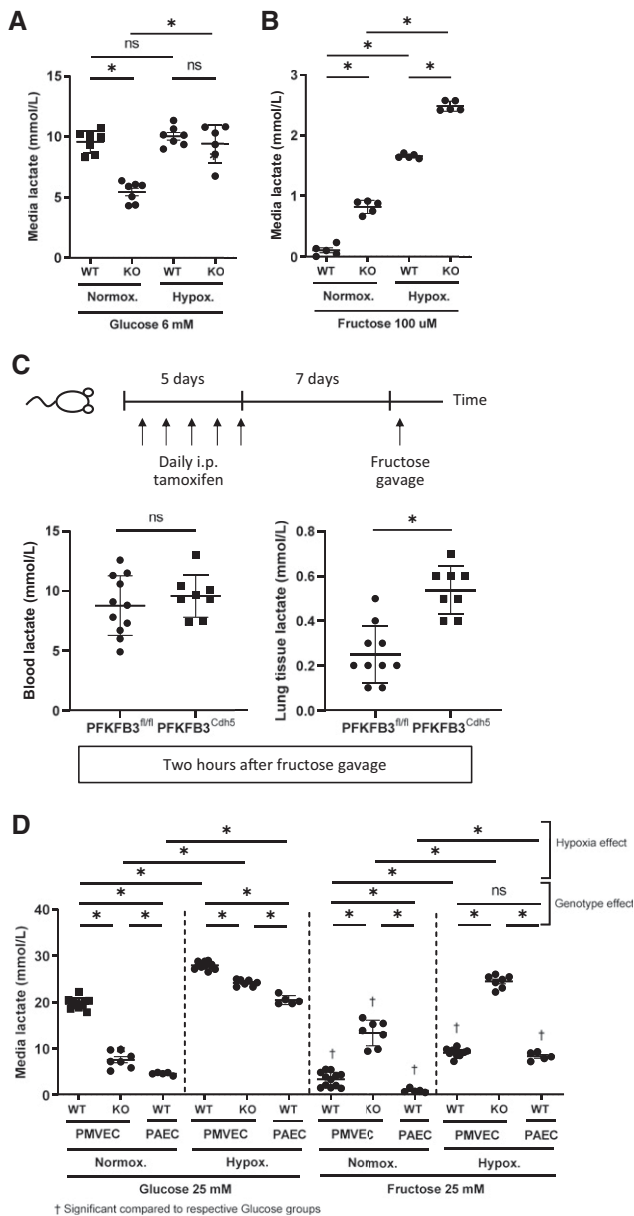 A
*
ns
*
ns
Media lactate (mmol/L)
15
10
5
0
WT KO WT KO
Normox. Hypox.
Glucose 6 mM
B
*
*
*
*
Media lactate (mmol/L)
3
2
1
0
WT KO WT KO
Normox. Hypox.
Fructose 100 uM
C
5 days 7 days
Time
Daily i.p. tamoxifen
Fructose gavage
ns
Blood lactate (mmol/L)
15
10
5
0
PFKFB3fl/fl PFKFB3Cdh5
*
Lung tissue lactate (mmol/L)
0.8
0.6
0.4
0.2
0.0
PFKFB3fl/fl PFKFB3Cdh5
Two hours after fructose gavage
D
* *
* *
* *
Hypoxia effect
* * * ns
* * * * * * * *
Genotype effect
Media lactate (mmol/L)
40
30
20
10
0
† † † † †
WT KO WT WT KO WT WT KO WT WT KO WT
PMVEC PAEC PMVEC PAEC PMVEC PAEC PMVEC PAEC
Normox. Hypox. Normox. Hypox.
Glucose 25 mM Fructose 25 mM
† Significant compared to respective Glucose groups